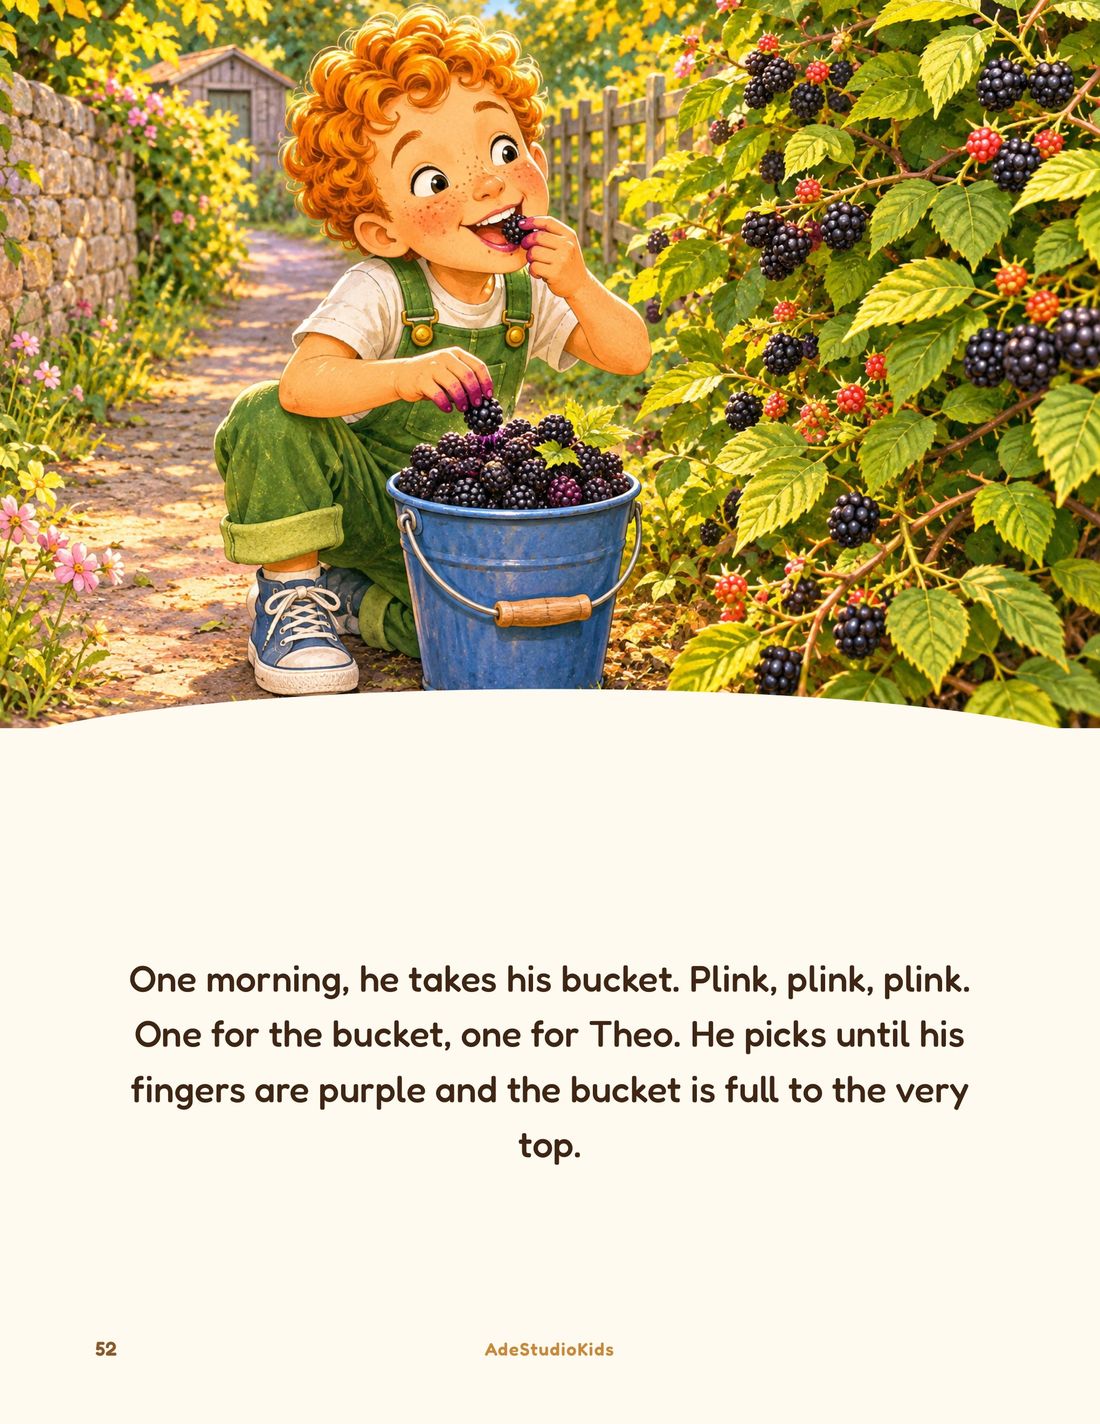 One morning, he takes his bucket. Plink, plink, plink.
One for the bucket, one for Theo. He picks until his
fingers are purple and the bucket is full to the very
top.
52
AdeStudioKids